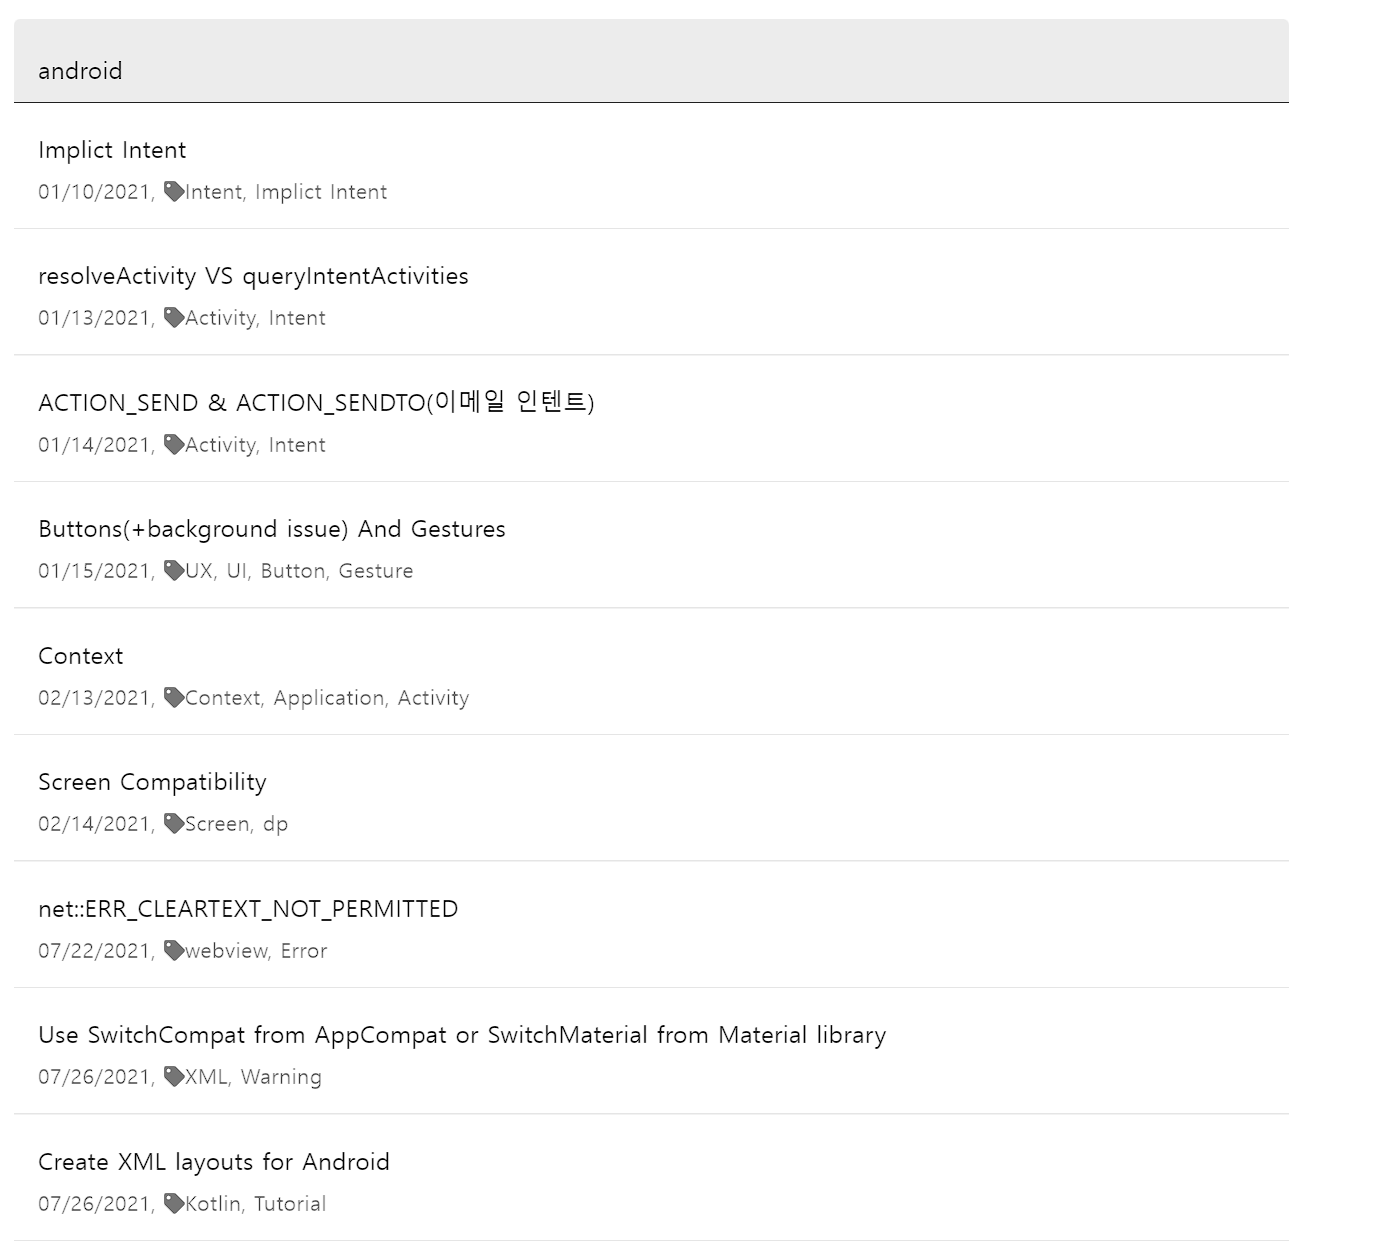 android
Implict Intent
01/10/2021, Intent, Implict Intent
resolveActivity VS queryIntentActivities
01/13/2021, Activity, Intent
ACTION_SEND & ACTION_SENDTO(이메일 인텐트)
01/14/2021, Activity, Intent
Buttons(+background issue) And Gestures
01/15/2021, UX, UI, Button, Gesture
Context
02/13/2021, Context, Application, Activity
Screen Compatibility
02/14/2021, Screen, dp
net::ERR_CLEARTEXT_NOT_PERMITTED
07/22/2021, webview, Error
Use SwitchCompat from AppCompat or SwitchMaterial from Material library
07/26/2021, XML, Warning
Create XML layouts for Android
07/26/2021, Kotlin, Tutorial